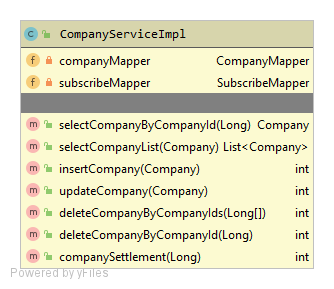 C CompanyServiceImpl
f companyMapper CompanyMapper
f subscribeMapper SubscribeMapper
m selectCompanyByCompanyId(Long) Company
m selectCompanyList(Company) List<Company>
m insertCompany(Company) int
m updateCompany(Company) int
m deleteCompanyByCompanyIds(Long[]) int
m deleteCompanyByCompanyId(Long) int
m companySettlement(Long) int
Powered by yFiles